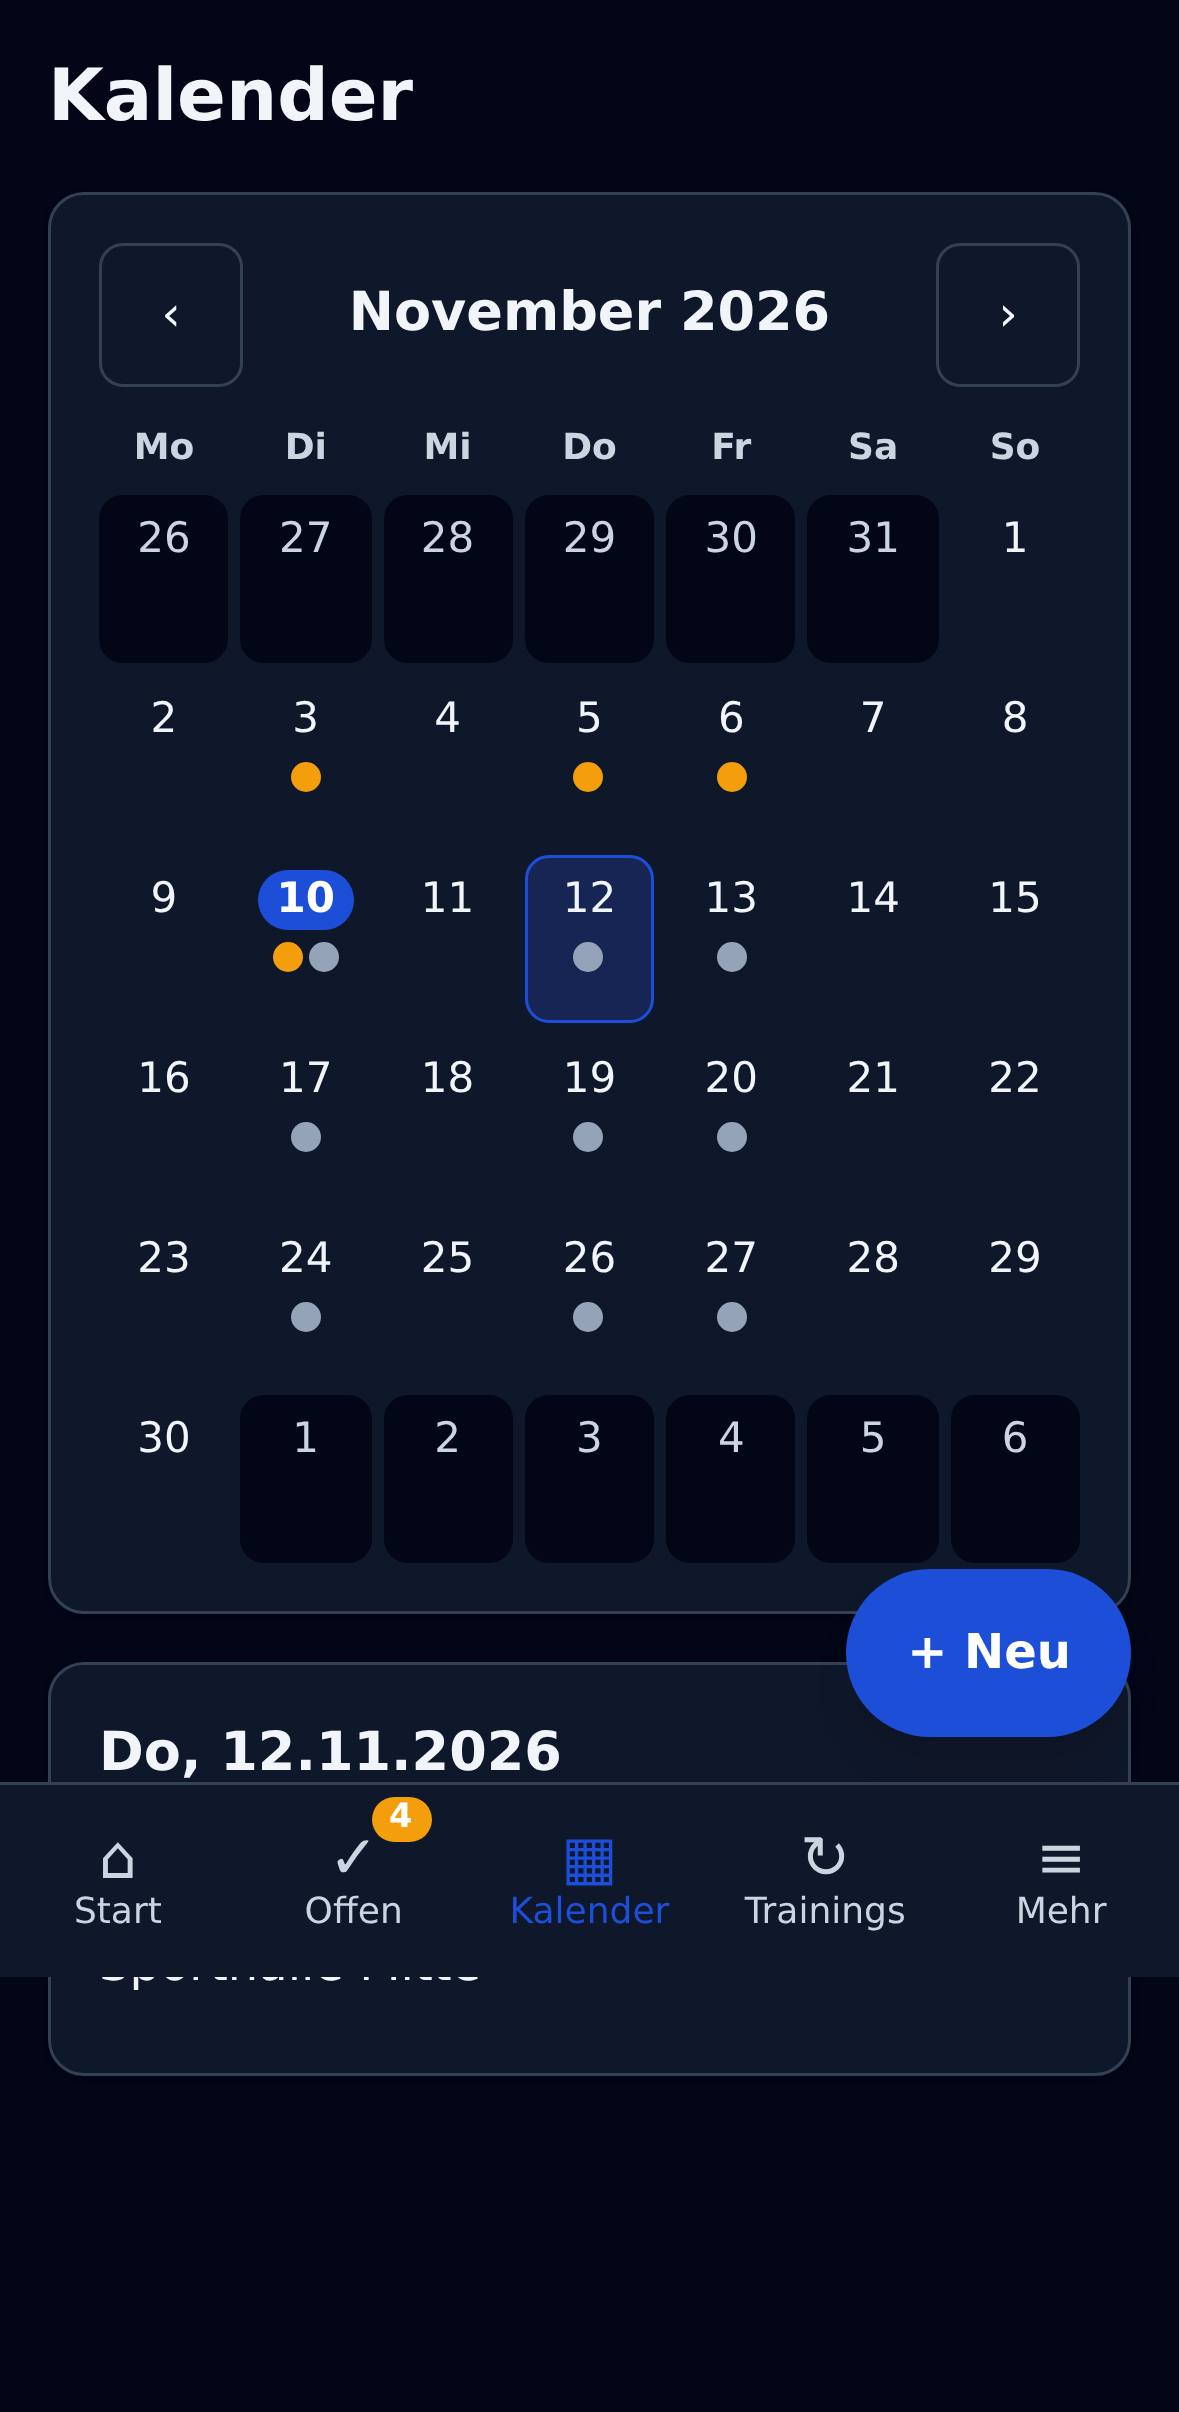 Kalender
‹ November 2026 ›
Mo Di Mi Do Fr Sa So
26 27 28 29 30 31 1
2 3 4 5 6 7 8
9 10 11 12 13 14 15
16 17 18 19 20 21 22
23 24 25 26 27 28 29
30 1 2 3 4 5 6
+ Neu
Do, 12.11.2026
4
Start Offen Kalender Trainings Mehr